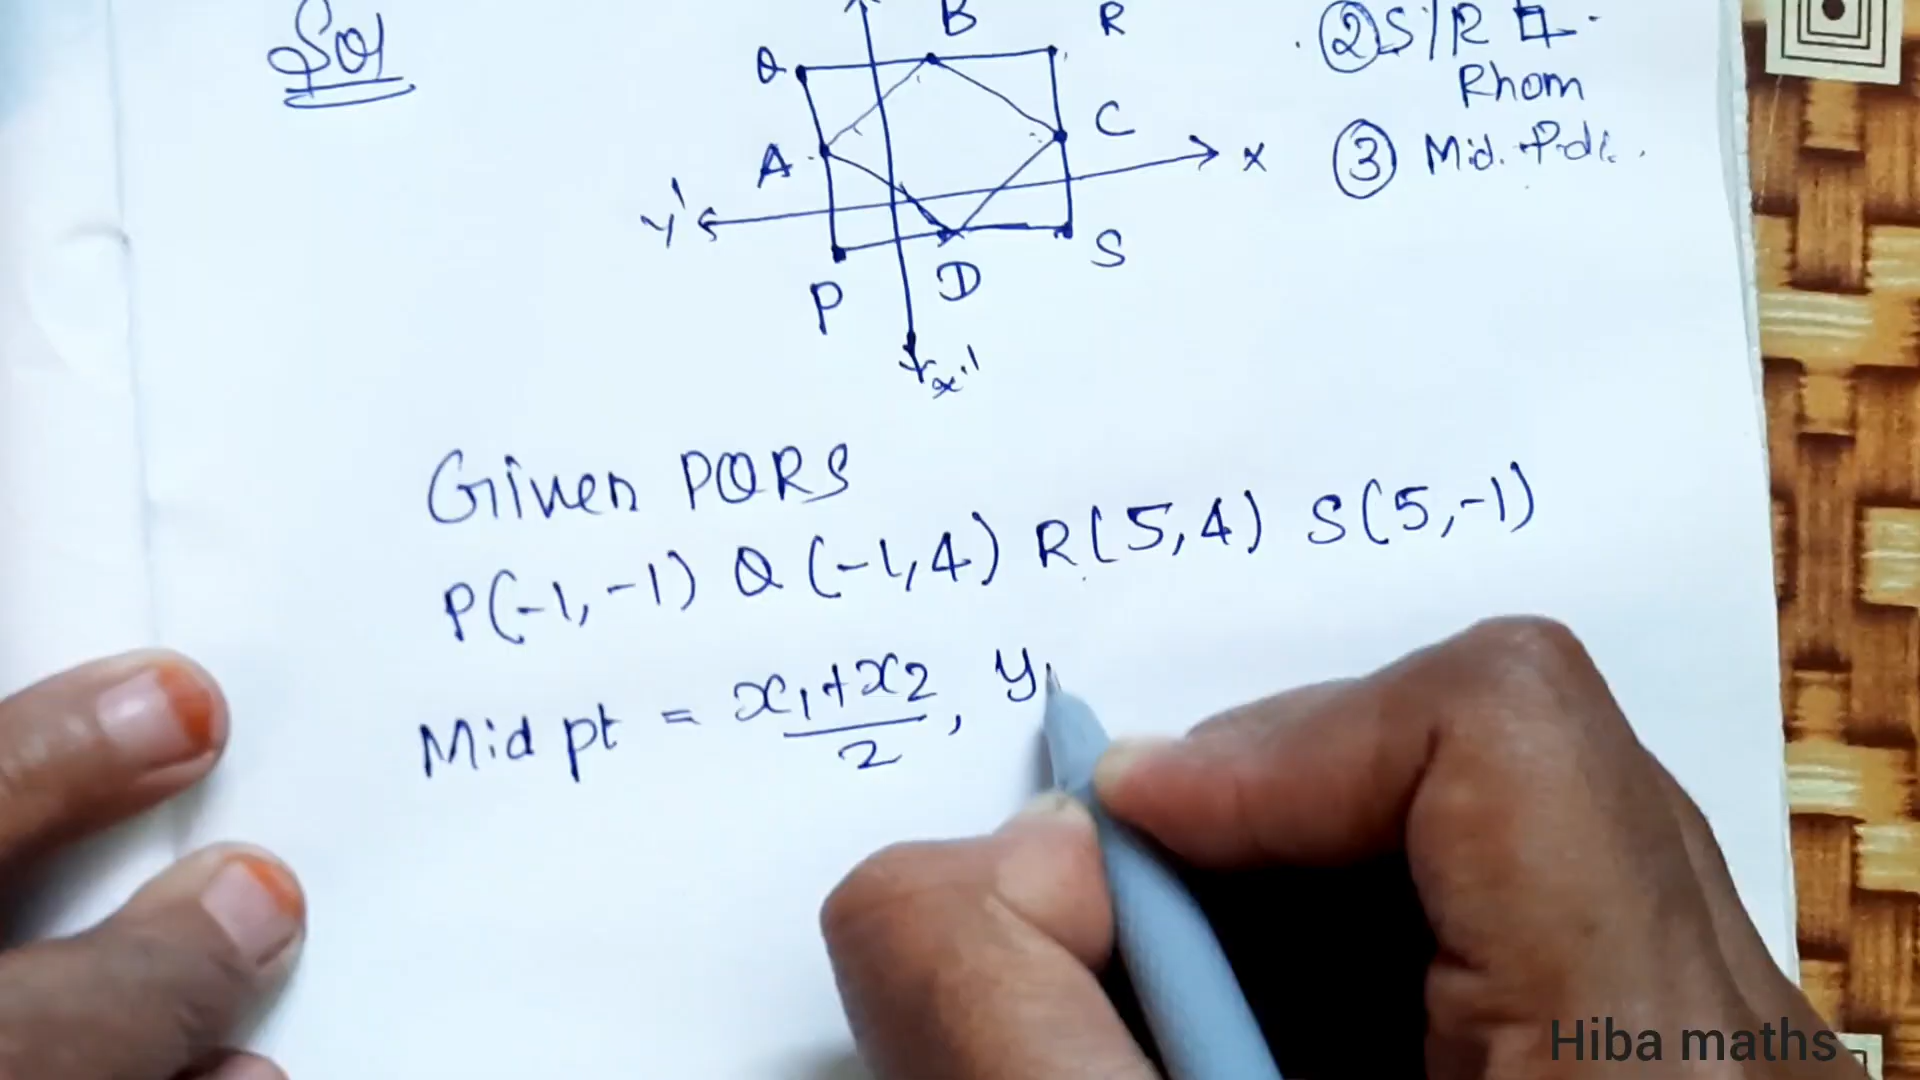 Sol
B
R
Q
A
C
X
Y'
P
D
S
x'
② S/R
Rhom
③ Mid.
Given PQRS
P(-1,-1) Q(-1,4) R(5,4) S(5,-1)
Mid pt = x₁+x₂/2, y₁
Hiba maths